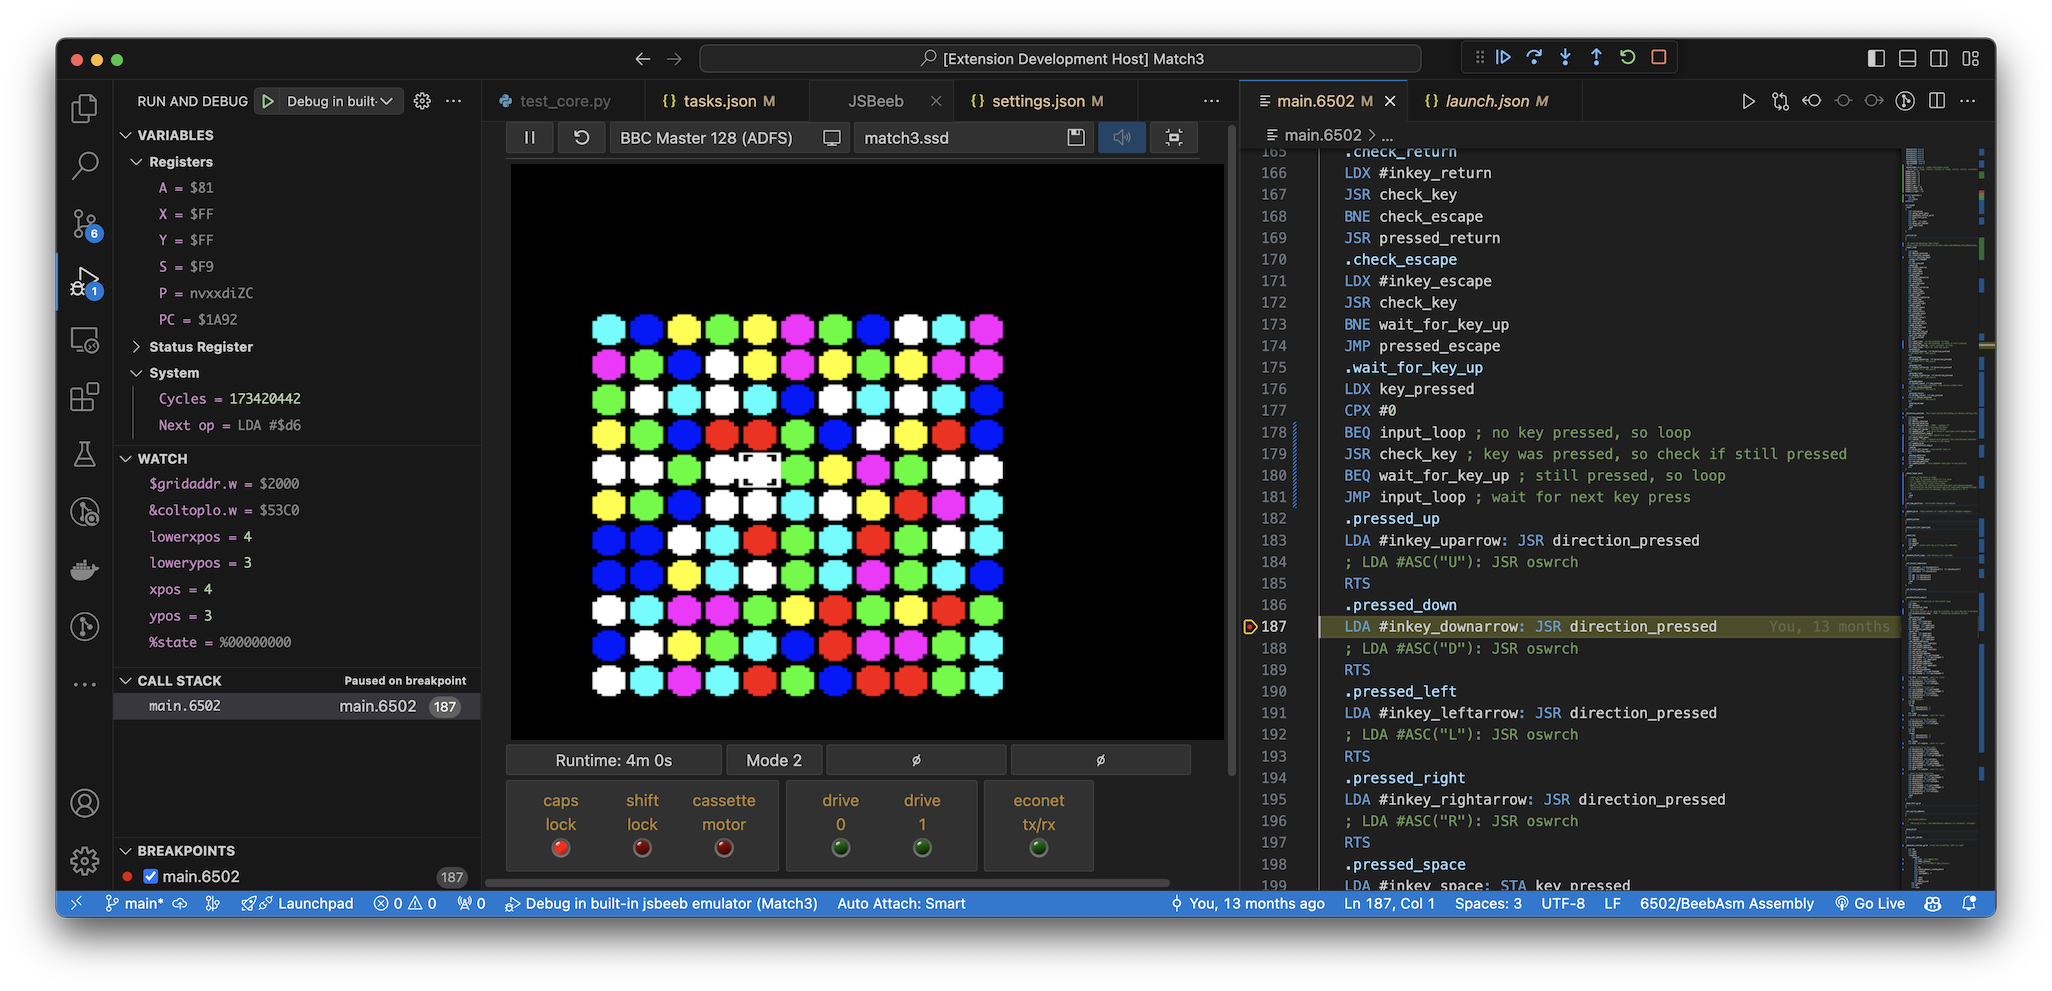 [Extension Development Host] Match3
RUN AND DEBUG
Debug in built-
test_core.py
{} tasks.json M
JSBeeb
{} settings.json M
main.6502 M
{} launch.json M
main.6502 > ...
BBC Master 128 (ADFS)
match3.ssd
VARIABLES
Registers
A = $81
X = $FF
Y = $FF
S = $F9
P = nvxxdiZC
PC = $1A92
Status Register
System
Cycles = 173420442
Next op = LDA #$d6
WATCH
$gridaddr.w = $2000
&coltoplo.w = $53C0
lowerxpos = 4
lowerypos = 3
xpos = 4
ypos = 3
%state = %00000000
CALL STACK
Paused on breakpoint
main.6502
main.6502 187
BREAKPOINTS
main.6502
187
6
1
Runtime: 4m 0s
Mode 2
ø
ø
caps lock
shift lock
cassette motor
drive 0
drive 1
econet tx/rx
165 .check_return
166 LDX #inkey_return
167 JSR check_key
168 BNE check_escape
169 JSR pressed_return
170 .check_escape
171 LDX #inkey_escape
172 JSR check_key
173 BNE wait_for_key_up
174 JMP pressed_escape
175 .wait_for_key_up
176 LDX key_pressed
177 CPX #0
178 BEQ input_loop ; no key pressed, so loop
179 JSR check_key ; key was pressed, so check if still pressed
180 BEQ wait_for_key_up ; still pressed, so loop
181 JMP input_loop ; wait for next key press
182 .pressed_up
183 LDA #inkey_uparrow: JSR direction_pressed
184 ; LDA #ASC("U"): JSR oswrch
185 RTS
186 .pressed_down
187 LDA #inkey_downarrow: JSR direction_pressed You, 13 months
188 ; LDA #ASC("D"): JSR oswrch
189 RTS
190 .pressed_left
191 LDA #inkey_leftarrow: JSR direction_pressed
192 ; LDA #ASC("L"): JSR oswrch
193 RTS
194 .pressed_right
195 LDA #inkey_rightarrow: JSR direction_pressed
196 ; LDA #ASC("R"): JSR oswrch
197 RTS
198 .pressed_space
199 LDA #inkey_space: STA key_pressed
main*
Launchpad
0
0
0
Debug in built-in jsbeeb emulator (Match3)
Auto Attach: Smart
You, 13 months ago
Ln 187, Col 1
Spaces: 3
UTF-8
LF
6502/BeebAsm Assembly
Go Live